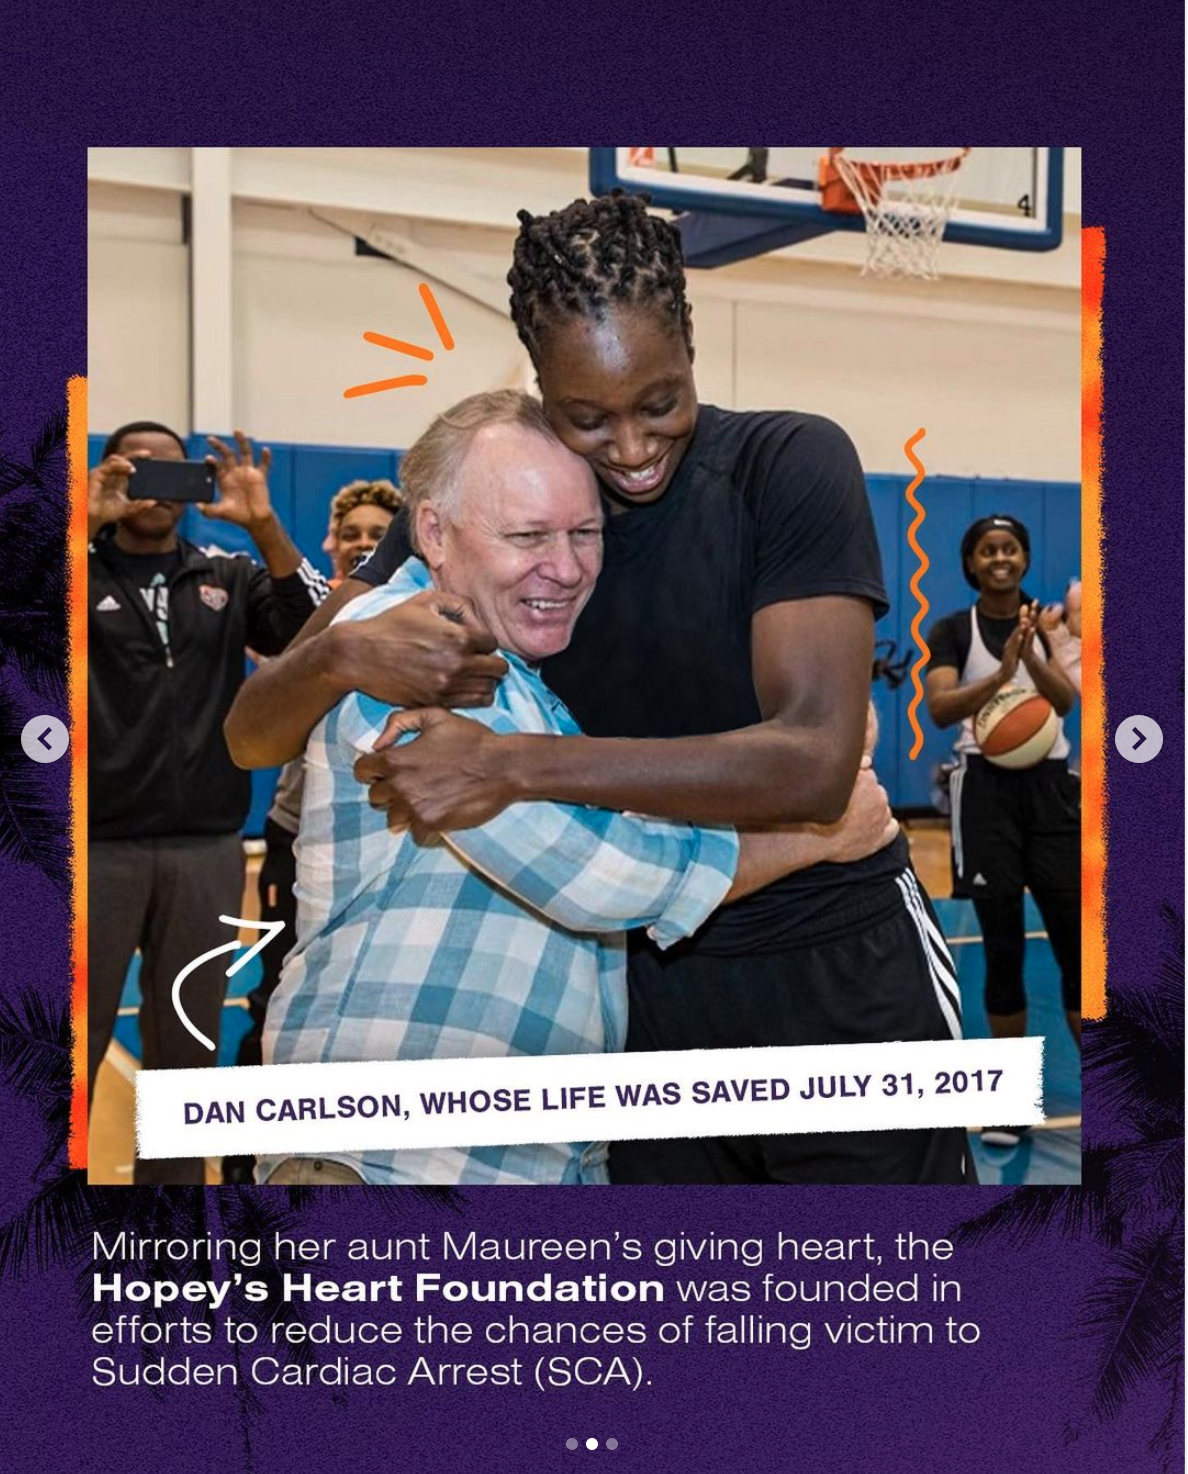 4
DAN CARLSON, WHOSE LIFE WAS SAVED JULY 31, 2017
Mirroring her aunt Maureen's giving heart, the
Hopey's Heart Foundation was founded in
efforts to reduce the chances of falling victim to
Sudden Cardiac Arrest (SCA).